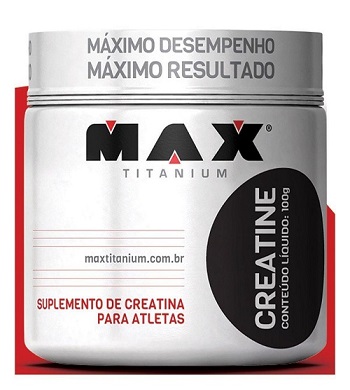 MÁXIMO DESEMPENHO
MÁXIMO RESULTADO
MAX®
TITANIUM
maxtitanium.com.br
SUPLEMENTO DE CREATINA
PARA ATLETAS
CREATINE
CONTEÚDO LÍQUIDO: 100g